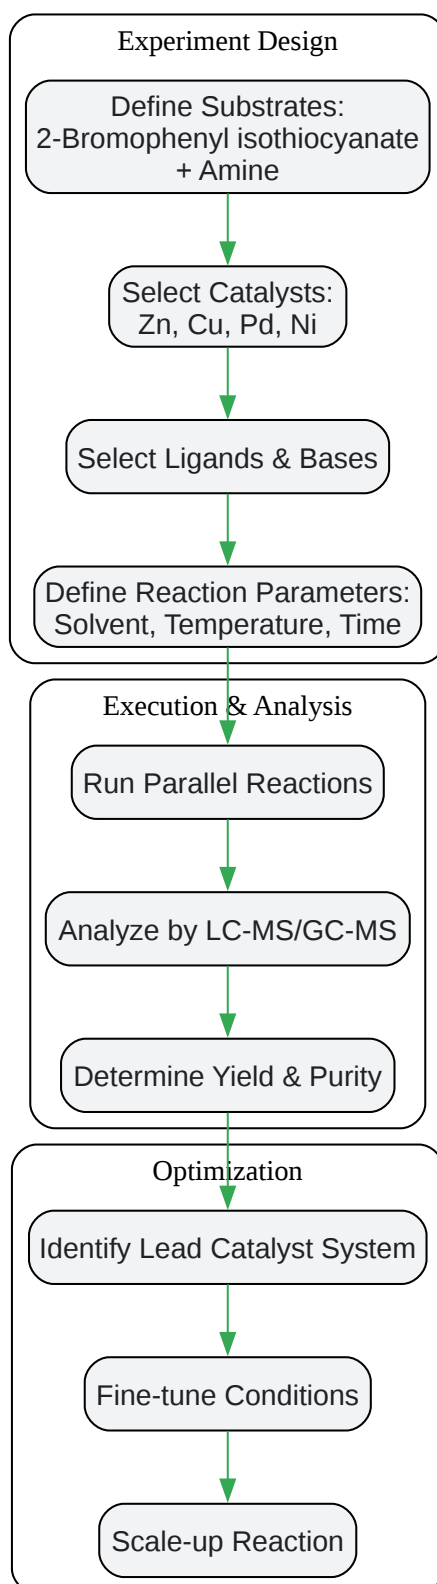 Experiment Design
Define Substrates:
2-Bromophenyl isothiocyanate
+ Amine
Select Catalysts:
Zn, Cu, Pd, Ni
Select Ligands & Bases
Define Reaction Parameters:
Solvent, Temperature, Time
Execution & Analysis
Run Parallel Reactions
Analyze by LC-MS/GC-MS
Determine Yield & Purity
Optimization
Identify Lead Catalyst System
Fine-tune Conditions
Scale-up Reaction